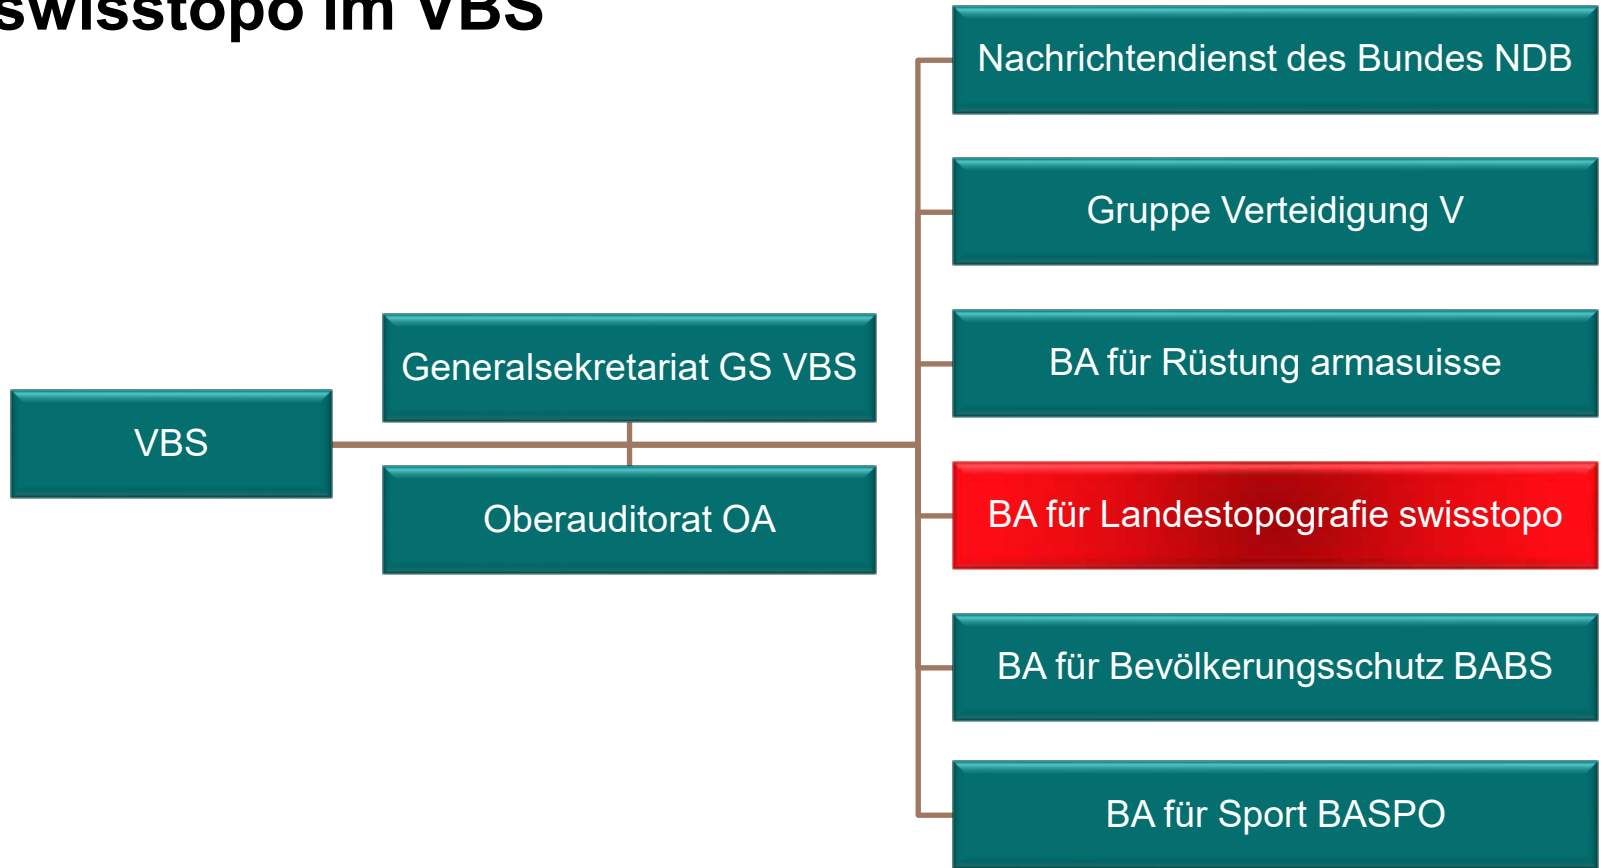 swisstopo im VBS
Nachrichtendienst des Bundes NDB
Gruppe Verteidigung V
Generalsekretariat GS VBS
BA für Rüstung armasuisse
VBS
Oberauditorat OA
BA für Landestopografie swisstopo
BA für Bevölkerungsschutz BABS
BA für Sport BASPO